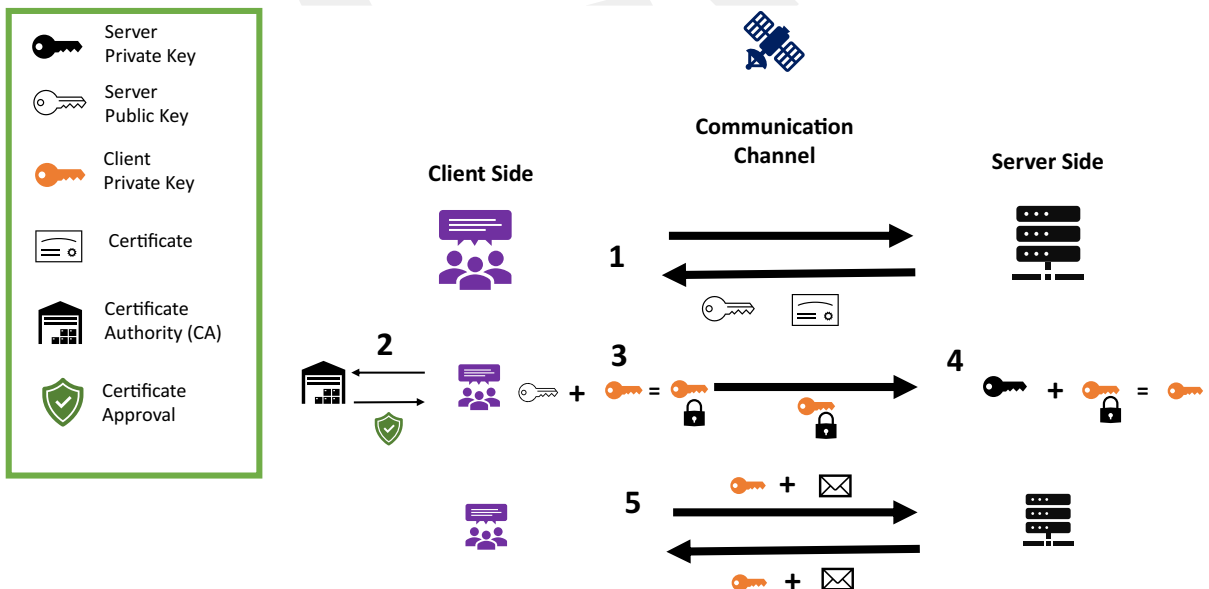 Server
Private Key
Server
Public Key
Client
Private Key
Certificate
Certificate
Authority (CA)
Certificate
Approval
Communication
Channel
Client Side
Server Side
1
2
3
4
+
=
+
=
5
+
+